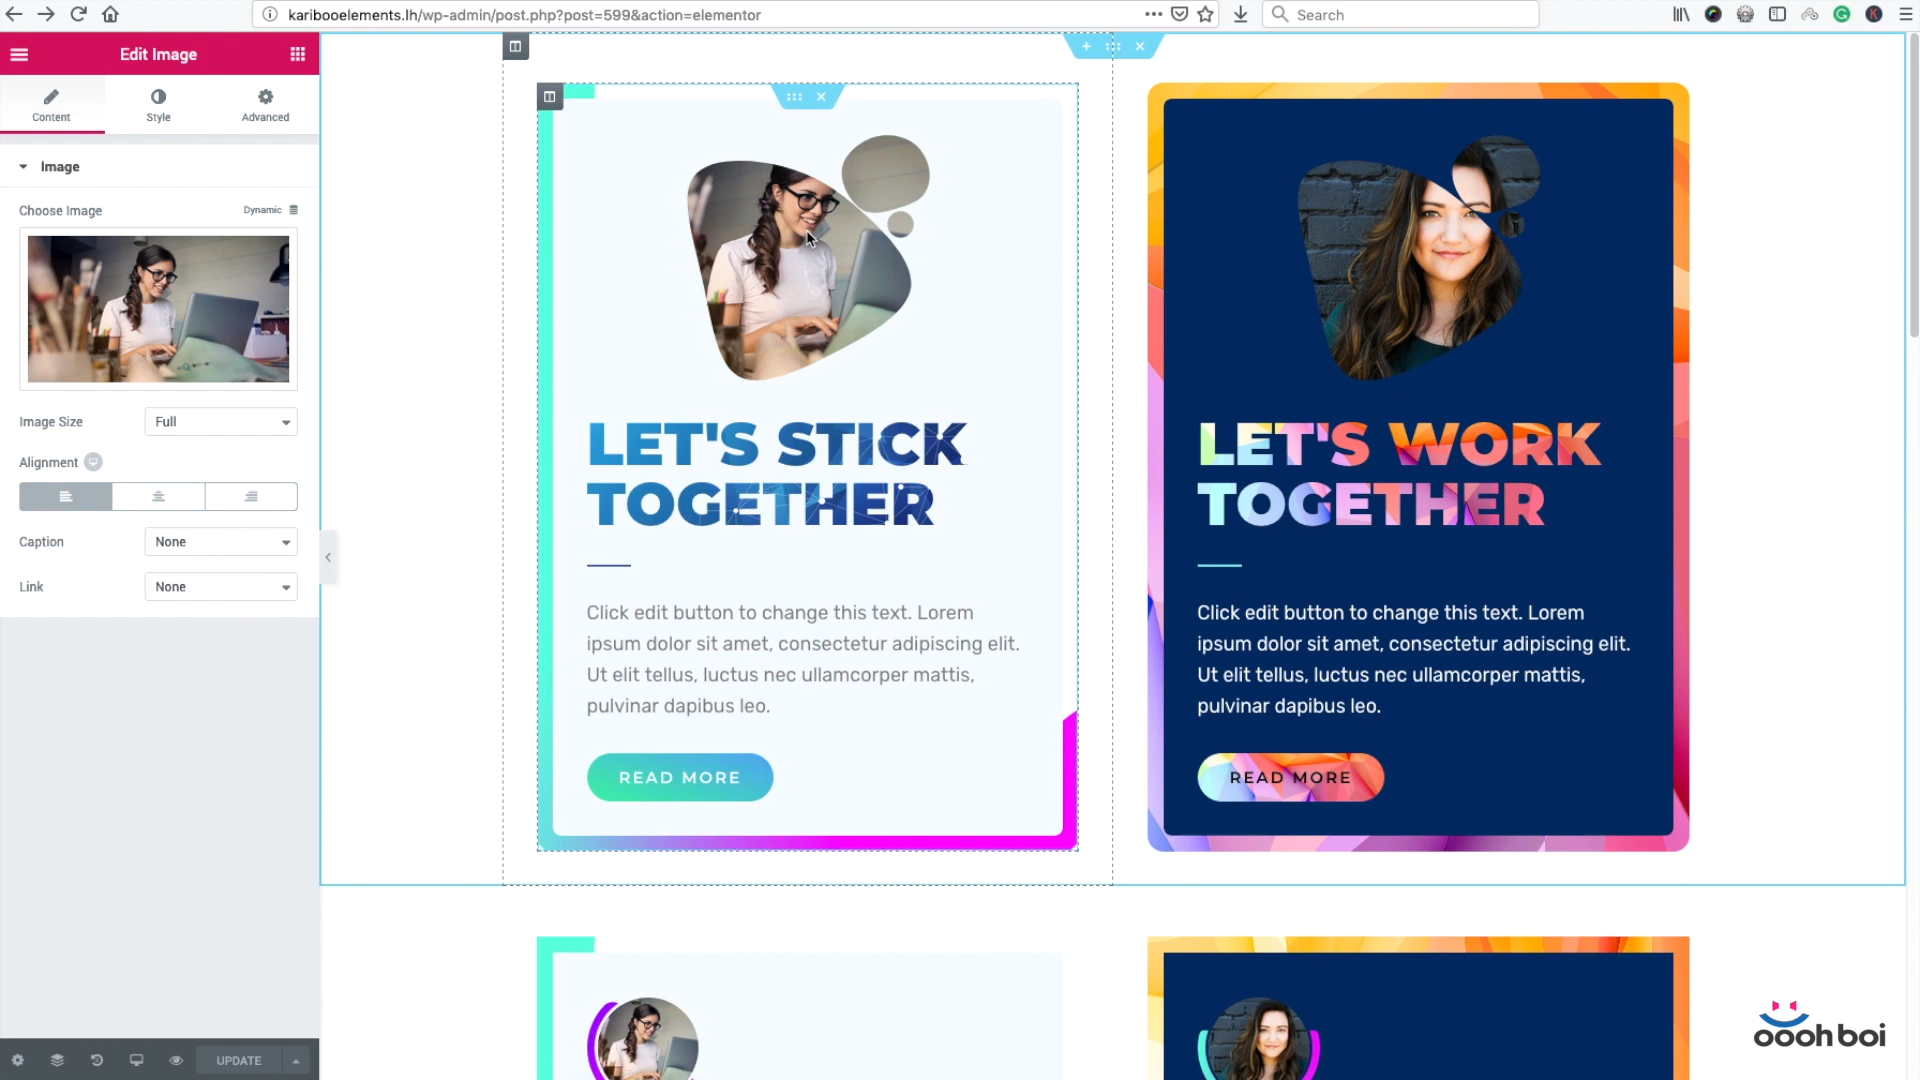 karibooelements.lh/wp-admin/post.php?post=599&action=elementor
Search
Edit Image
Content
Style
Advanced
Image
Choose Image
Dynamic
Image Size
Full
Alignment
Caption
None
Link
None
UPDATE
LET'S STICK
TOGETHER
Click edit button to change this text. Lorem
ipsum dolor sit amet, consectetur adipiscing elit.
Ut elit tellus, luctus nec ullamcorper mattis,
pulvinar dapibus leo.
READ MORE
LET'S WORK
TOGETHER
Click edit button to change this text. Lorem
ipsum dolor sit amet, consectetur adipiscing elit.
Ut elit tellus, luctus nec ullamcorper mattis,
pulvinar dapibus leo.
READ MORE
oooh boi